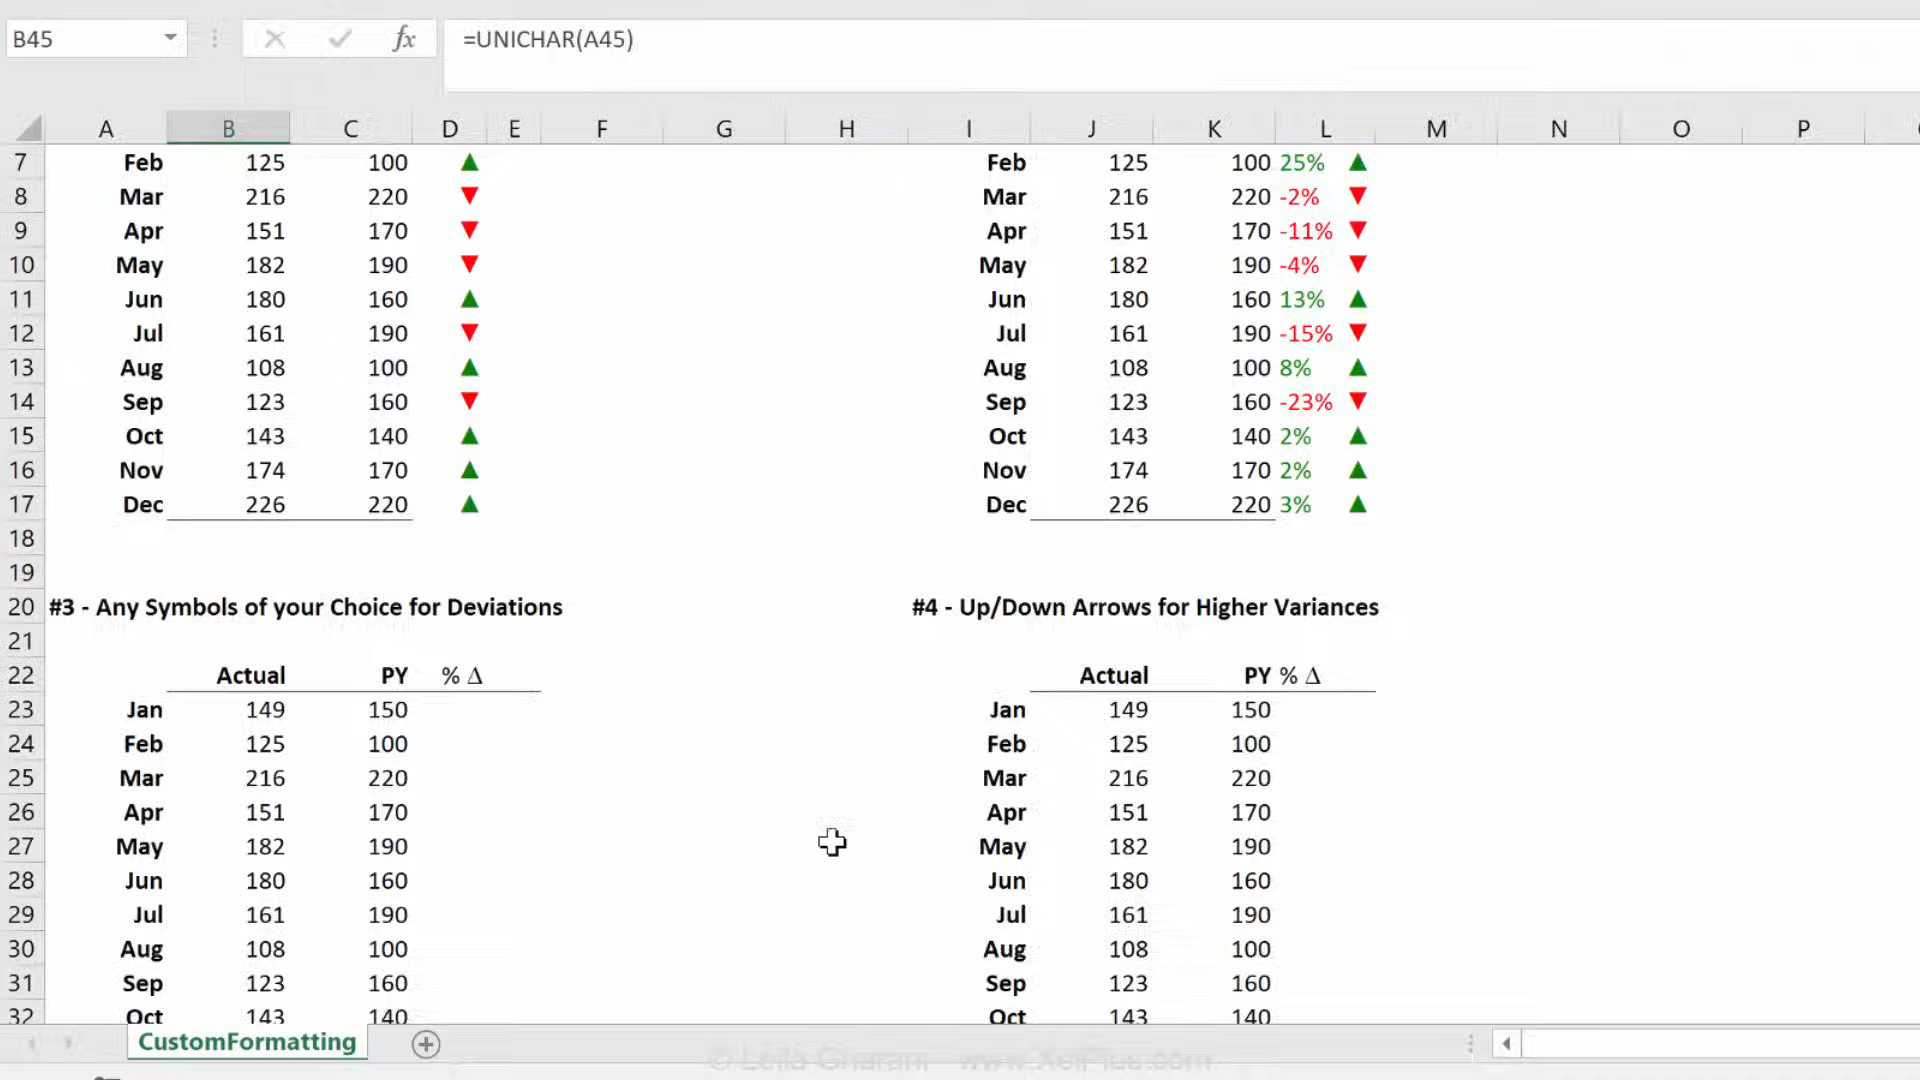 B45 fx =UNICHAR(A45)
A B C D E F G H I J K L M N O P
7 Feb 125 100 ▲ Feb 125 100 25% ▲
8 Mar 216 220 ▼ Mar 216 220 -2% ▼
9 Apr 151 170 ▼ Apr 151 170 -11% ▼
10 May 182 190 ▼ May 182 190 -4% ▼
11 Jun 180 160 ▲ Jun 180 160 13% ▲
12 Jul 161 190 ▼ Jul 161 190 -15% ▼
13 Aug 108 100 ▲ Aug 108 100 8% ▲
14 Sep 123 160 ▼ Sep 123 160 -23% ▼
15 Oct 143 140 ▲ Oct 143 140 2% ▲
16 Nov 174 170 ▲ Nov 174 170 2% ▲
17 Dec 226 220 ▲ Dec 226 220 3% ▲
18
19
20 #3 - Any Symbols of your Choice for Deviations #4 - Up/Down Arrows for Higher Variances
21
22 Actual PY % Δ Actual PY % Δ
23 Jan 149 150 Jan 149 150
24 Feb 125 100 Feb 125 100
25 Mar 216 220 Mar 216 220
26 Apr 151 170 Apr 151 170
27 May 182 190 May 182 190
28 Jun 180 160 Jun 180 160
29 Jul 161 190 Jul 161 190
30 Aug 108 100 Aug 108 100
31 Sep 123 160 Sep 123 160
32 Oct 143 140 Oct 143 140
CustomFormatting
© Leila Gharani - www.XelPlus.com